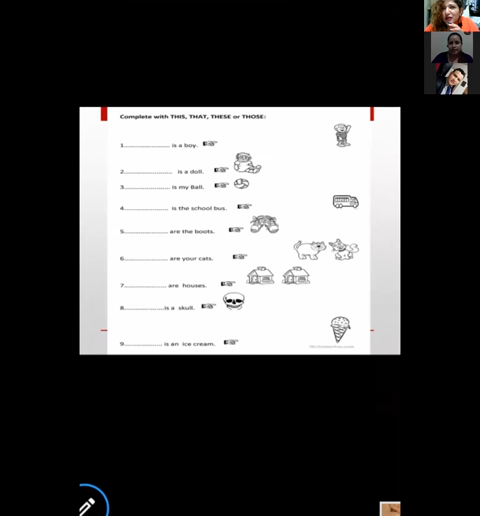 Complete with THIS, THAT, THESE or THOSE:
1..................... is a boy.
2..................... is a doll.
3..................... is my Ball.
4................... is the school bus.
5................. are the boots.
6................. are your cats.
7................. are houses.
8.................is a skull.
9................. is an ice cream.